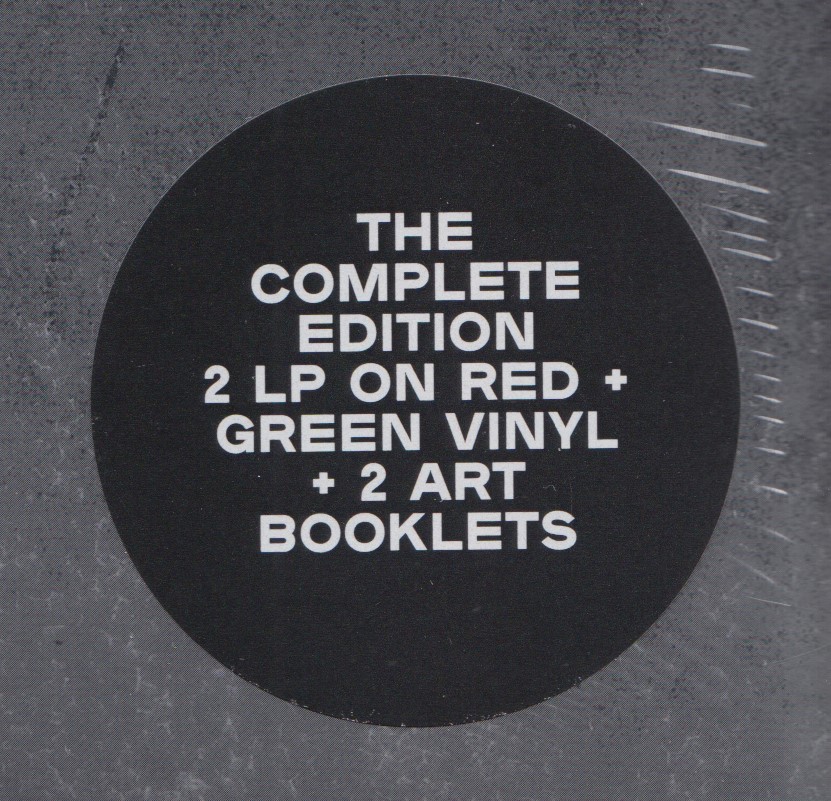 THE
COMPLETE
EDITION
2 LP ON RED +
GREEN VINYL
+ 2 ART
BOOKLETS